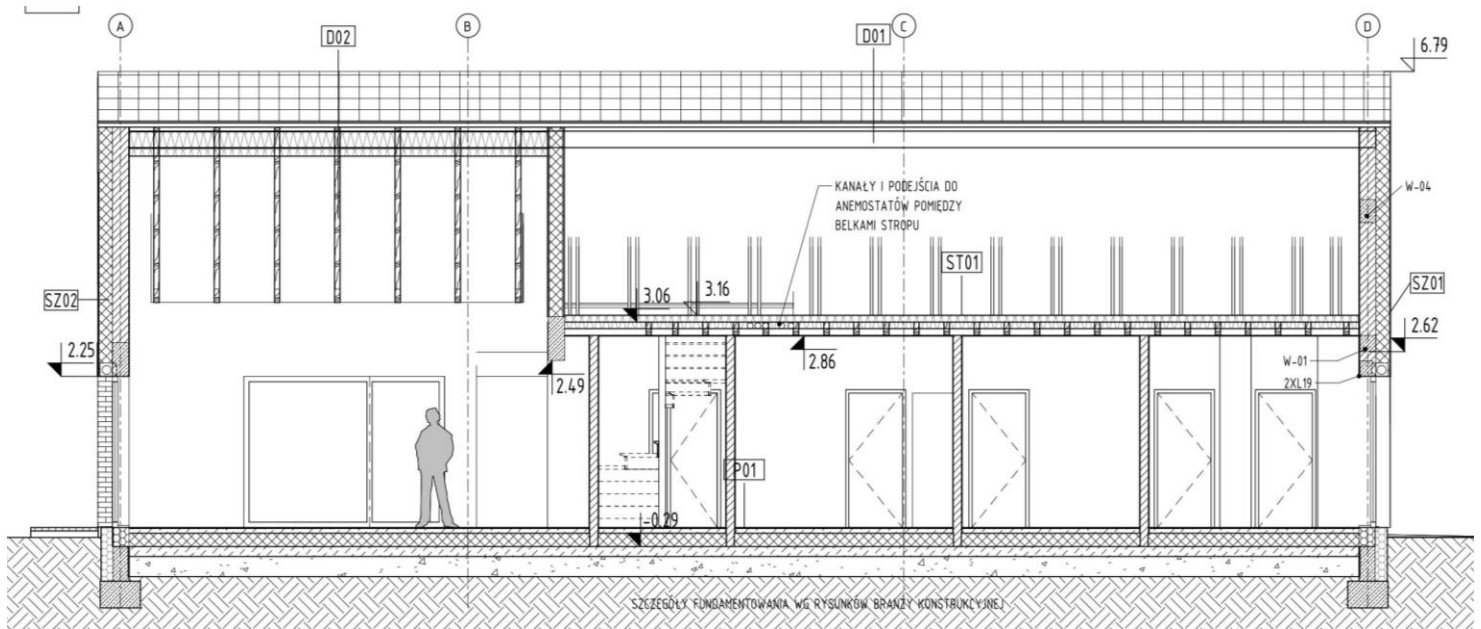 A
B
C
D
D02
D01
6.79
KANAŁY I PODEJŚCIA DO
ANEMOSTATÓW POMIĘDZY
BELKAMI STROPU
W-04
ST01
SZ02
SZ01
3.06
3.16
2.25
2.62
2.86
W-01
2.49
2XL19
P01
-0.29
SZCZEGÓŁY FUNDAMENTOWANIA WG RYSUNKÓW BRANŻY KONSTRUKCYJNEJ